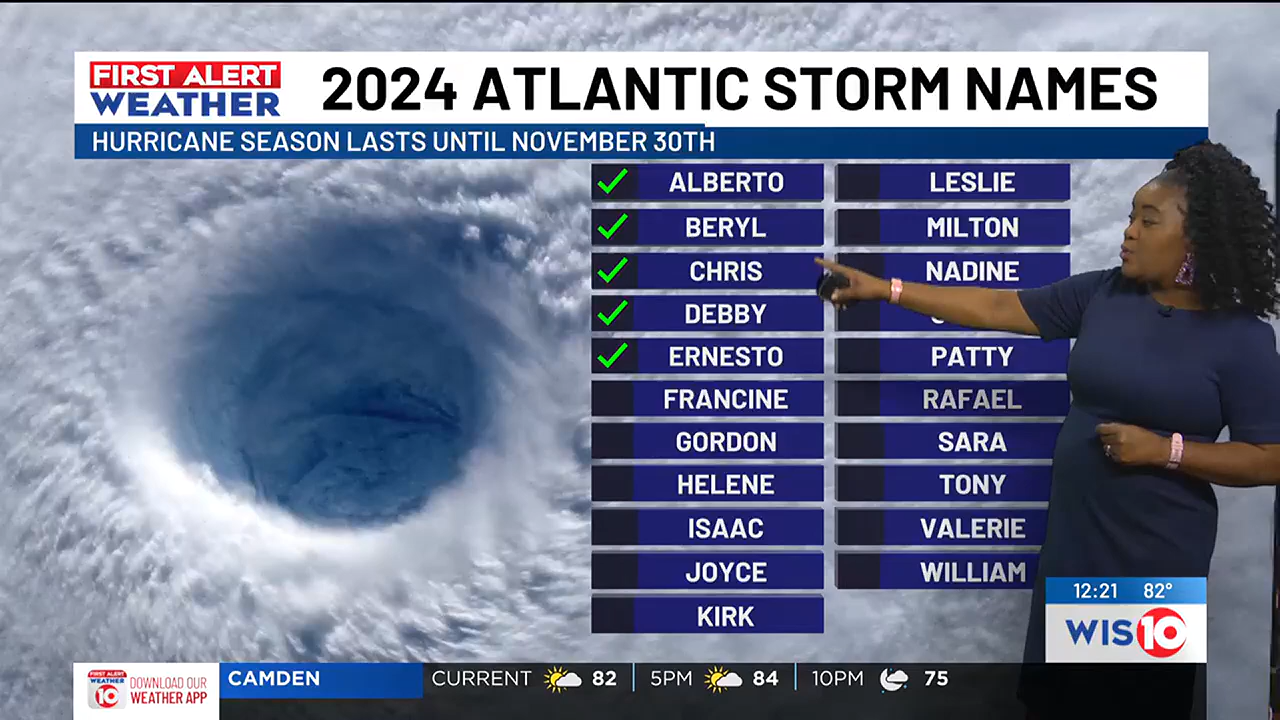 FIRST ALERT
WEATHER
2024 ATLANTIC STORM NAMES
HURRICANE SEASON LASTS UNTIL NOVEMBER 30TH
ALBERTO
BERYL
CHRIS
DEBBY
ERNESTO
FRANCINE
GORDON
HELENE
ISAAC
JOYCE
KIRK
LESLIE
MILTON
NADINE
PATTY
RAFAEL
SARA
TONY
VALERIE
WILLIAM
12:21 82°
WIS10
FIRST ALERT
WEATHER
10
DOWNLOAD OUR
WEATHER APP
CAMDEN
CURRENT 82 5PM 84 10PM 75